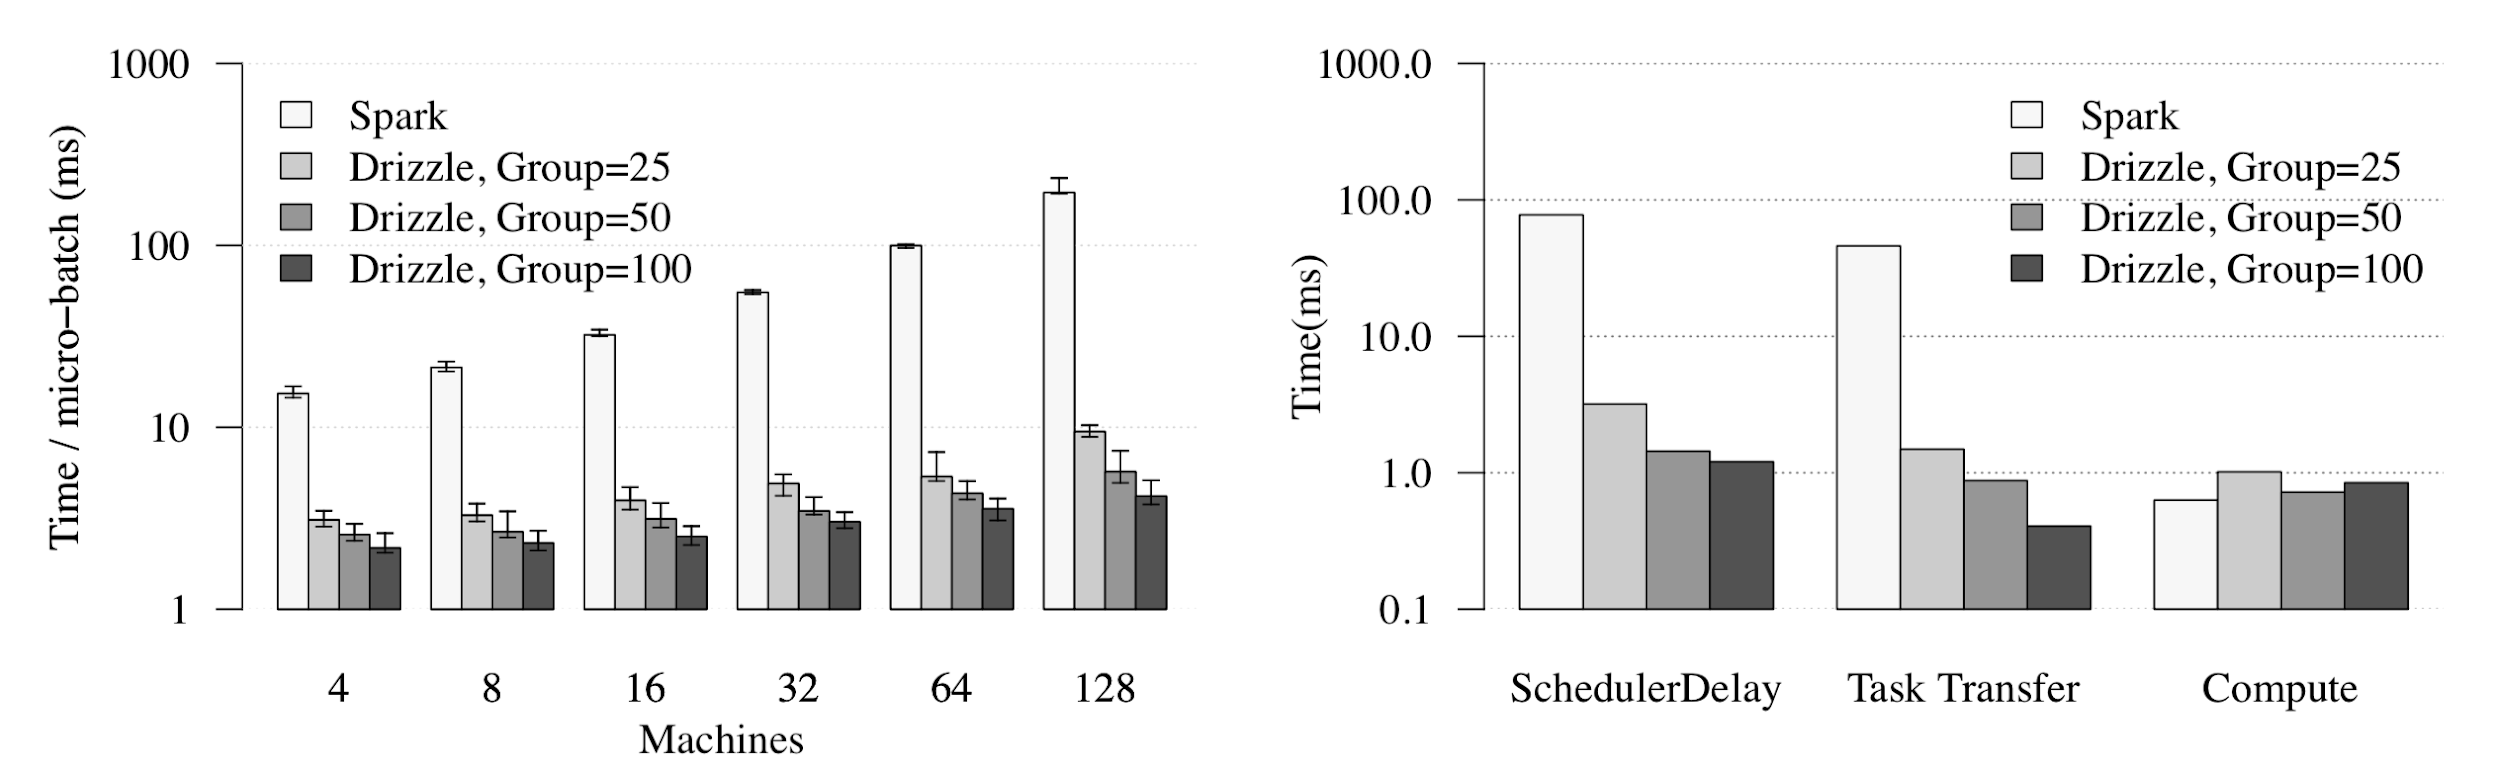 1000
100
10
1
Time / micro−batch (ms)
Spark
Drizzle, Group=25
Drizzle, Group=50
Drizzle, Group=100
4 8 16 32 64 128
Machines
1000.0
100.0
10.0
1.0
0.1
Time(ms)
Spark
Drizzle, Group=25
Drizzle, Group=50
Drizzle, Group=100
SchedulerDelay Task Transfer Compute